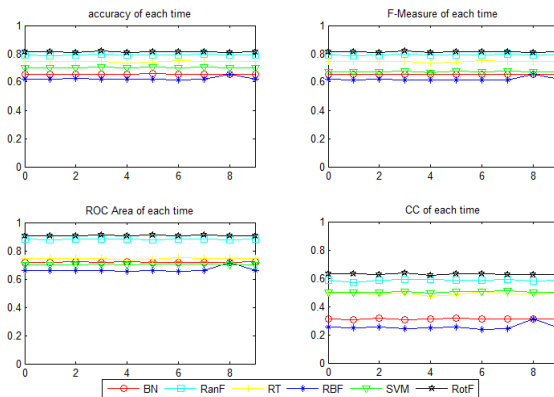 accuracy of each time
1
0.8
0.6
0.4
0.2
0
0 2 4 6 8
F-Measure of each time
1
0.8
0.6
0.4
0.2
0
0 2 4 6 8
ROC Area of each time
1
0.8
0.6
0.4
0.2
0
0 2 4 6 8
CC of each time
1
0.8
0.6
0.4
0.2
0
0 2 4 6 8
BN RanF RT RBF SVM RotF